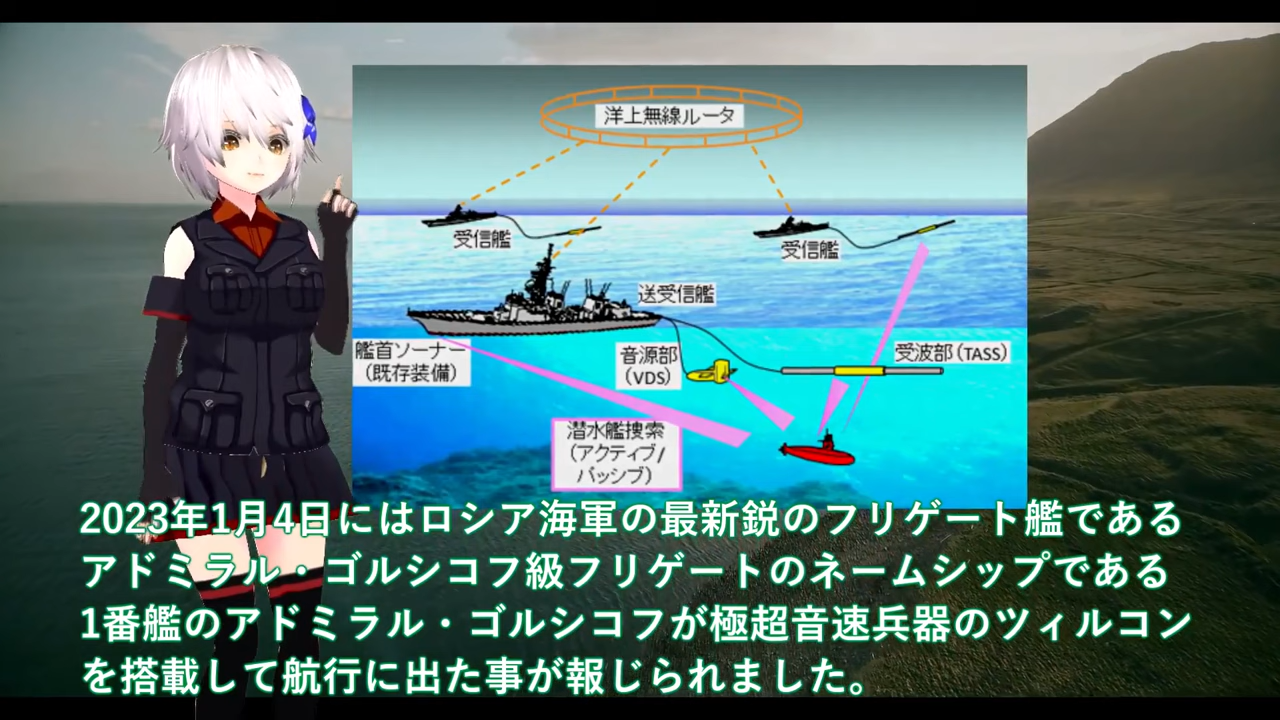 洋上無線ルータ
受信艦
受信艦
送受信艦
艦首ソーナー
（既存装備）
音源部
（VDS）
受波部（TASS）
潜水艦捜索
（アクティブ/
パッシブ）
2023年1月4日にはロシア海軍の最新鋭のフリゲート艦である
アドミラル・ゴルシコフ級フリゲートのネームシップである
1番艦のアドミラル・ゴルシコフが極超音速兵器のツィルコン
を搭載して航行に出た事が報じられました。